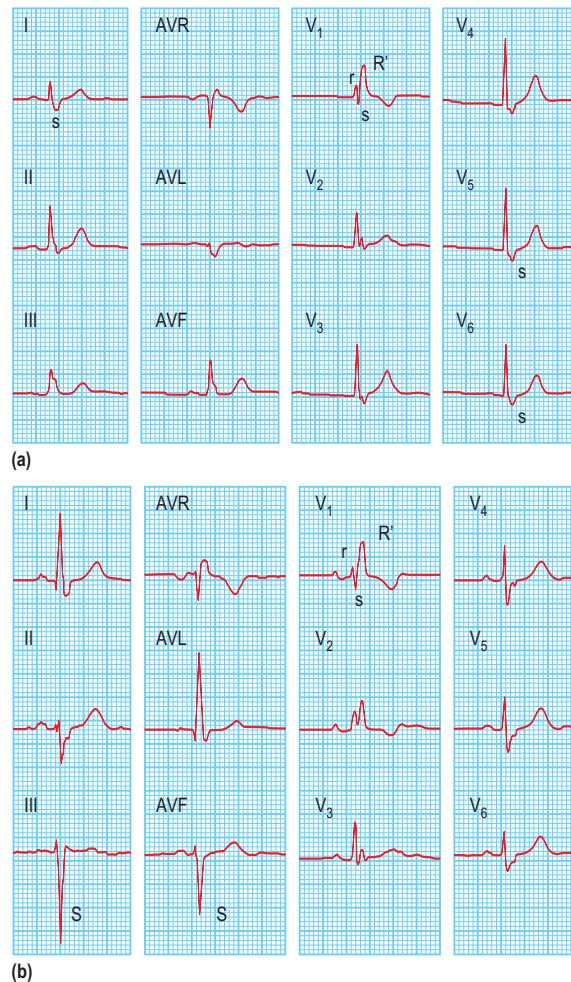 I AVR V1 V4
r R’
s s
II AVL V2 V5
s
III AVF V3 V6
s
(a)
I AVR V1 V4
r R’
s
II AVL V2 V5
III AVF V3 V6
S S
(b)